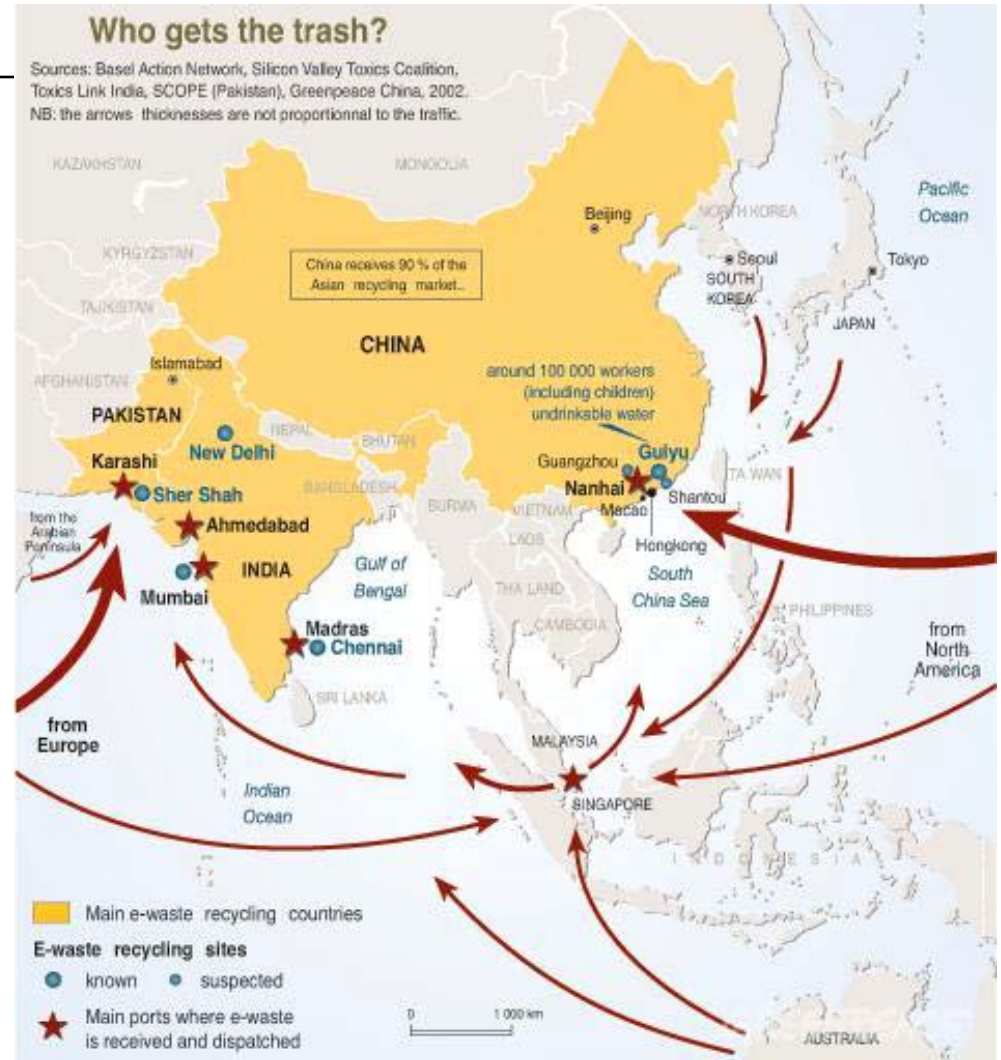 Who gets the trash?
Sources: Basel Action Network, Silicon Valley Toxics Coalition,
Toxics Link India, SCOPE (Pakistan), Greenpeace China, 2002.
NB: the arrows thicknesses are not proportionnal to the traffic.
KAZAKHSTAN
MONGOLIA
Pacific
Ocean
Beijing
NORTH KOREA
KYRGYZSTAN
Seoul
SOUTH
KOREA
Tokyo
China receives 90 % of the
Asian recycling market..
TAJIKISTAN
JAPAN
CHINA
Islamabad
AFGHANISTAN
around 100 000 workers
(including children)
undrinkable water
PAKISTAN
NEPAL
BHUTAN
New Delhi
Guiyu
Karashi
Guangzhou
TA WAN
Sher Shah
BANGLADESH
Nanhai
Shantou
BURMA
VIETNAM
Macao
from the
Arabian
Peninsula
Ahmedabad
LAOS
Hongkong
INDIA
Gulf of
Bengal
South
China Sea
Mumbai
THA LAND
PHILIPPINES
CAMBODIA
Madras
Chennai
from
North
America
SRI LANKA
from
Europe
MALAYSIA
Indian
Ocean
SINGAPORE
INDONESIA
Main e-waste recycling countries
E-waste recycling sites
known
suspected
Main ports where e-waste
is received and dispatched
0
1 000 km
AUSTRALIA